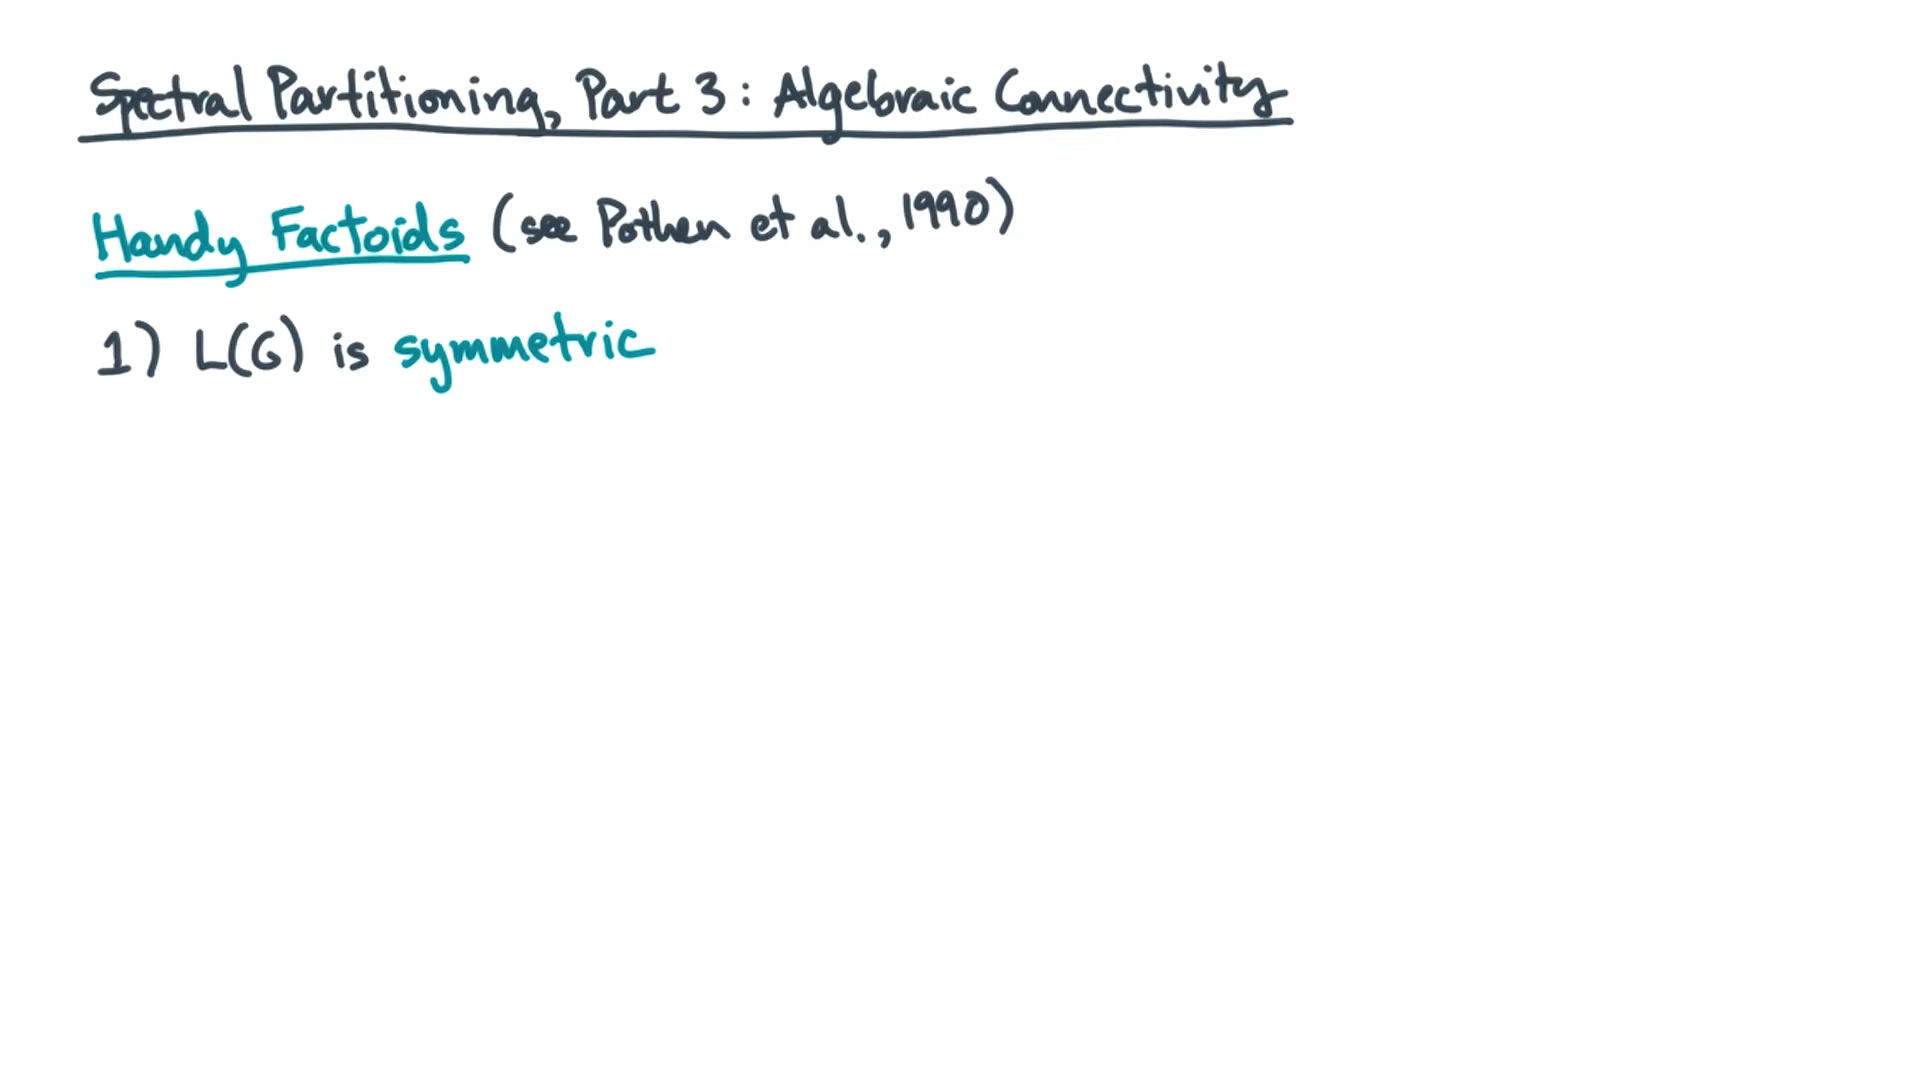 Spectral Partitioning, Part 3: Algebraic Connectivity
Handy Factoids (see Pothen et al., 1990)
1) L(G) is symmetric